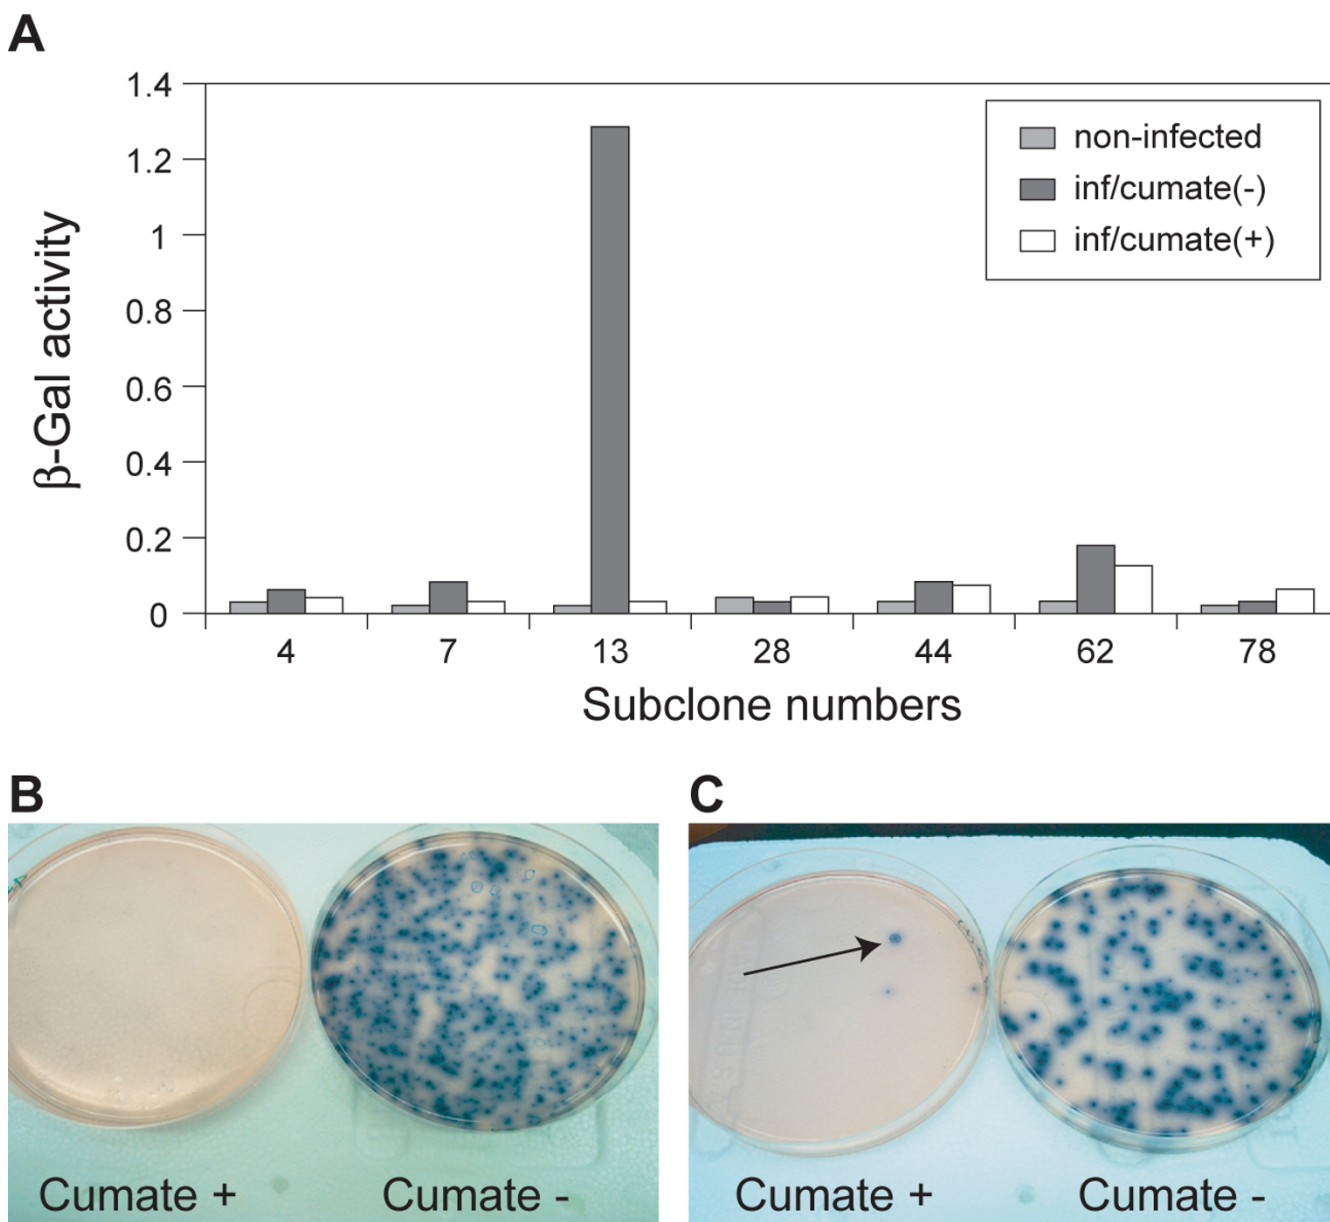 A
β-Gal activity
1.4
1.2
1
0.8
0.6
0.4
0.2
0
non-infected
inf/cumate(-)
inf/cumate(+)
4 7 13 28 44 62 78
Subclone numbers
B
Cumate + Cumate -
C
Cumate + Cumate -